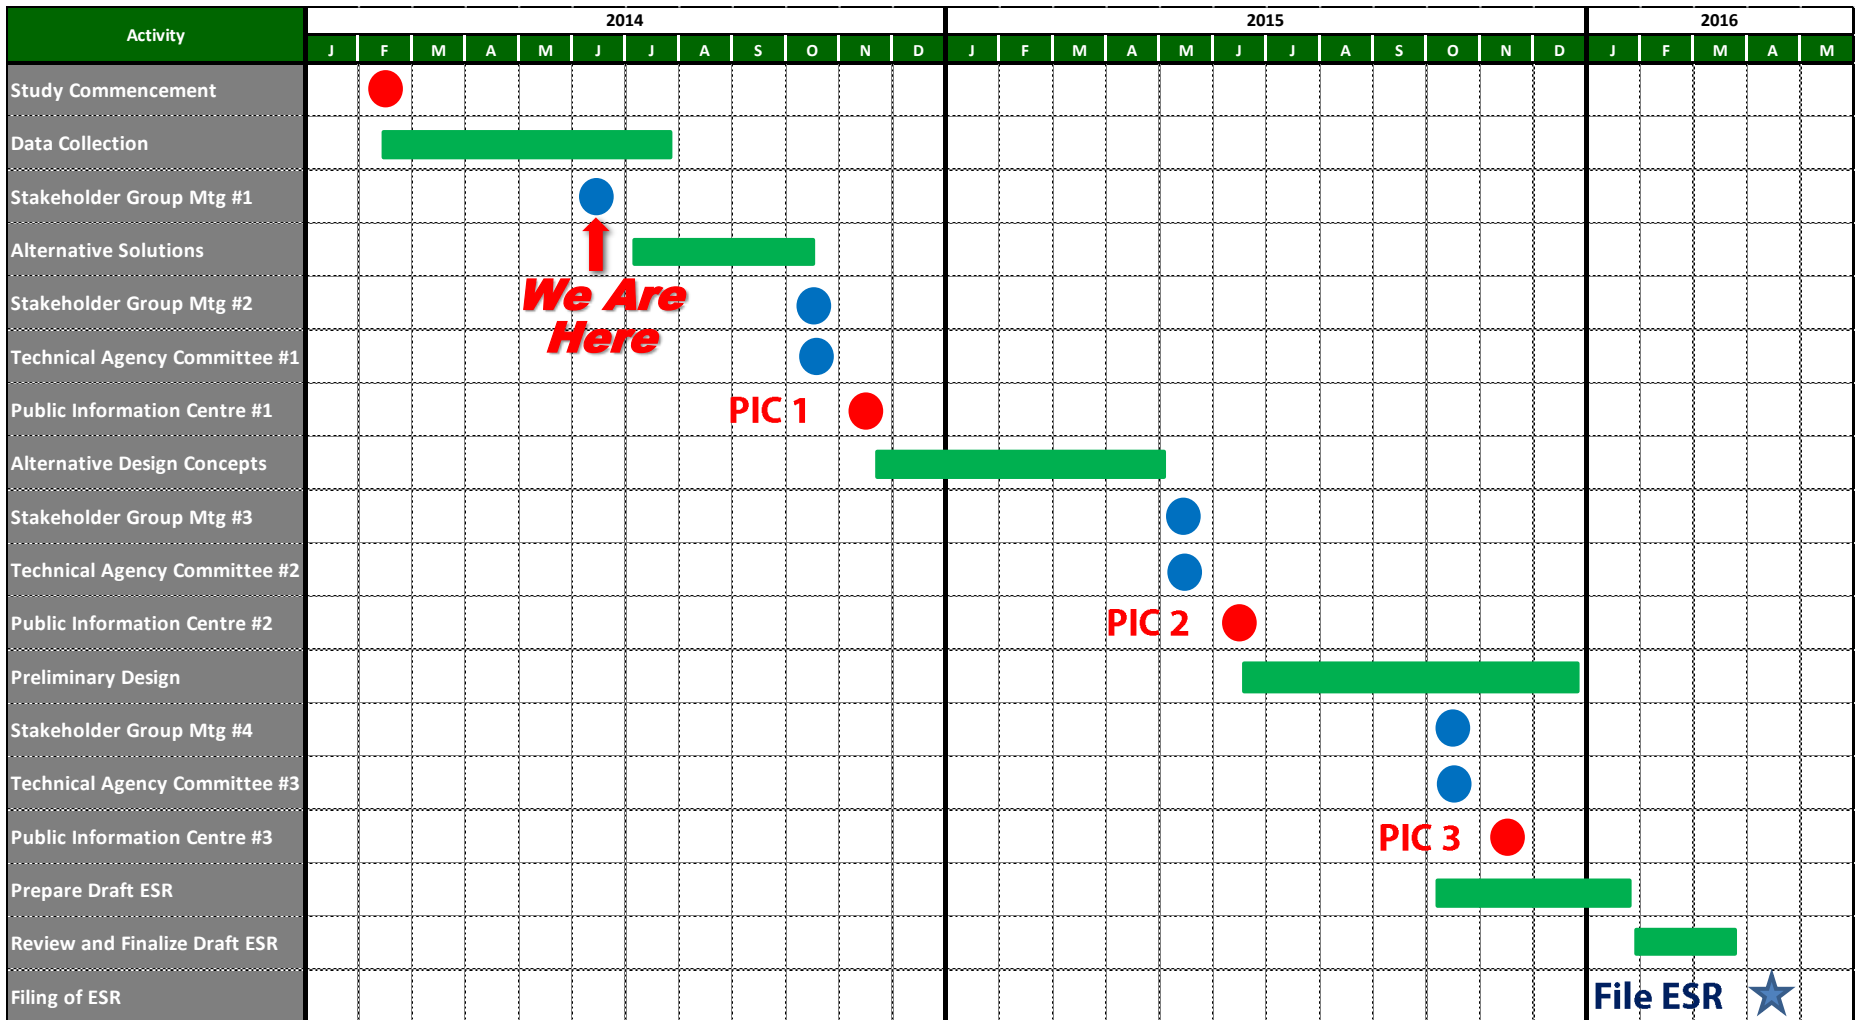 Activity
2014 2015 2016
J F M A M J J A S O N D J F M A M J J A S O N D J F M A M
Study Commencement
Data Collection
Stakeholder Group Mtg #1
Alternative Solutions
We Are
Here
Stakeholder Group Mtg #2
Technical Agency Committee #1
Public Information Centre #1 PIC 1
Alternative Design Concepts
Stakeholder Group Mtg #3
Technical Agency Committee #2
Public Information Centre #2 PIC 2
Preliminary Design
Stakeholder Group Mtg #4
Technical Agency Committee #3
Public Information Centre #3 PIC 3
Prepare Draft ESR
Review and Finalize Draft ESR
Filing of ESR File ESR